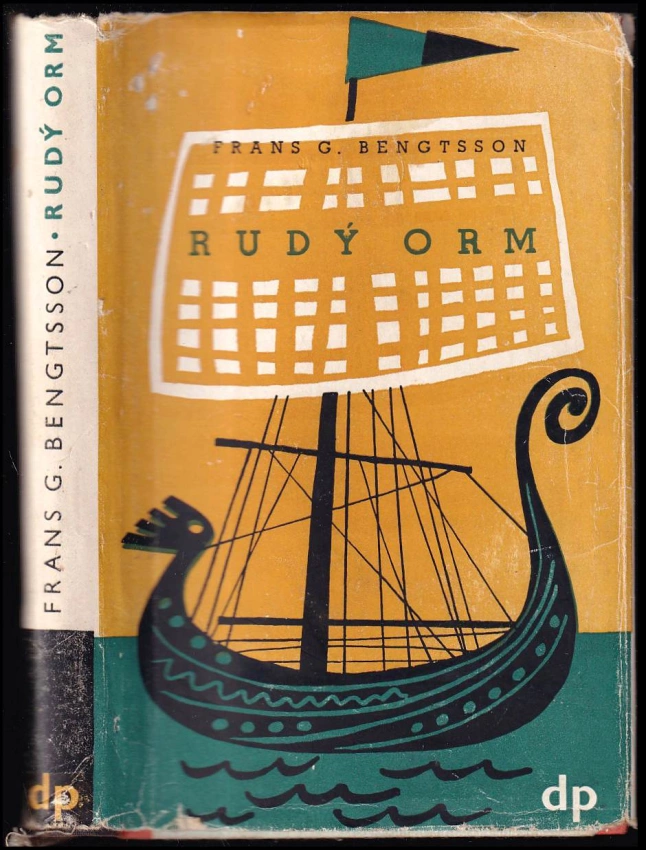 FRANS G. BENGTSSON • RUDÝ ORM
dp
FRANS G. BENGTSSON
RUDÝ ORM
dp